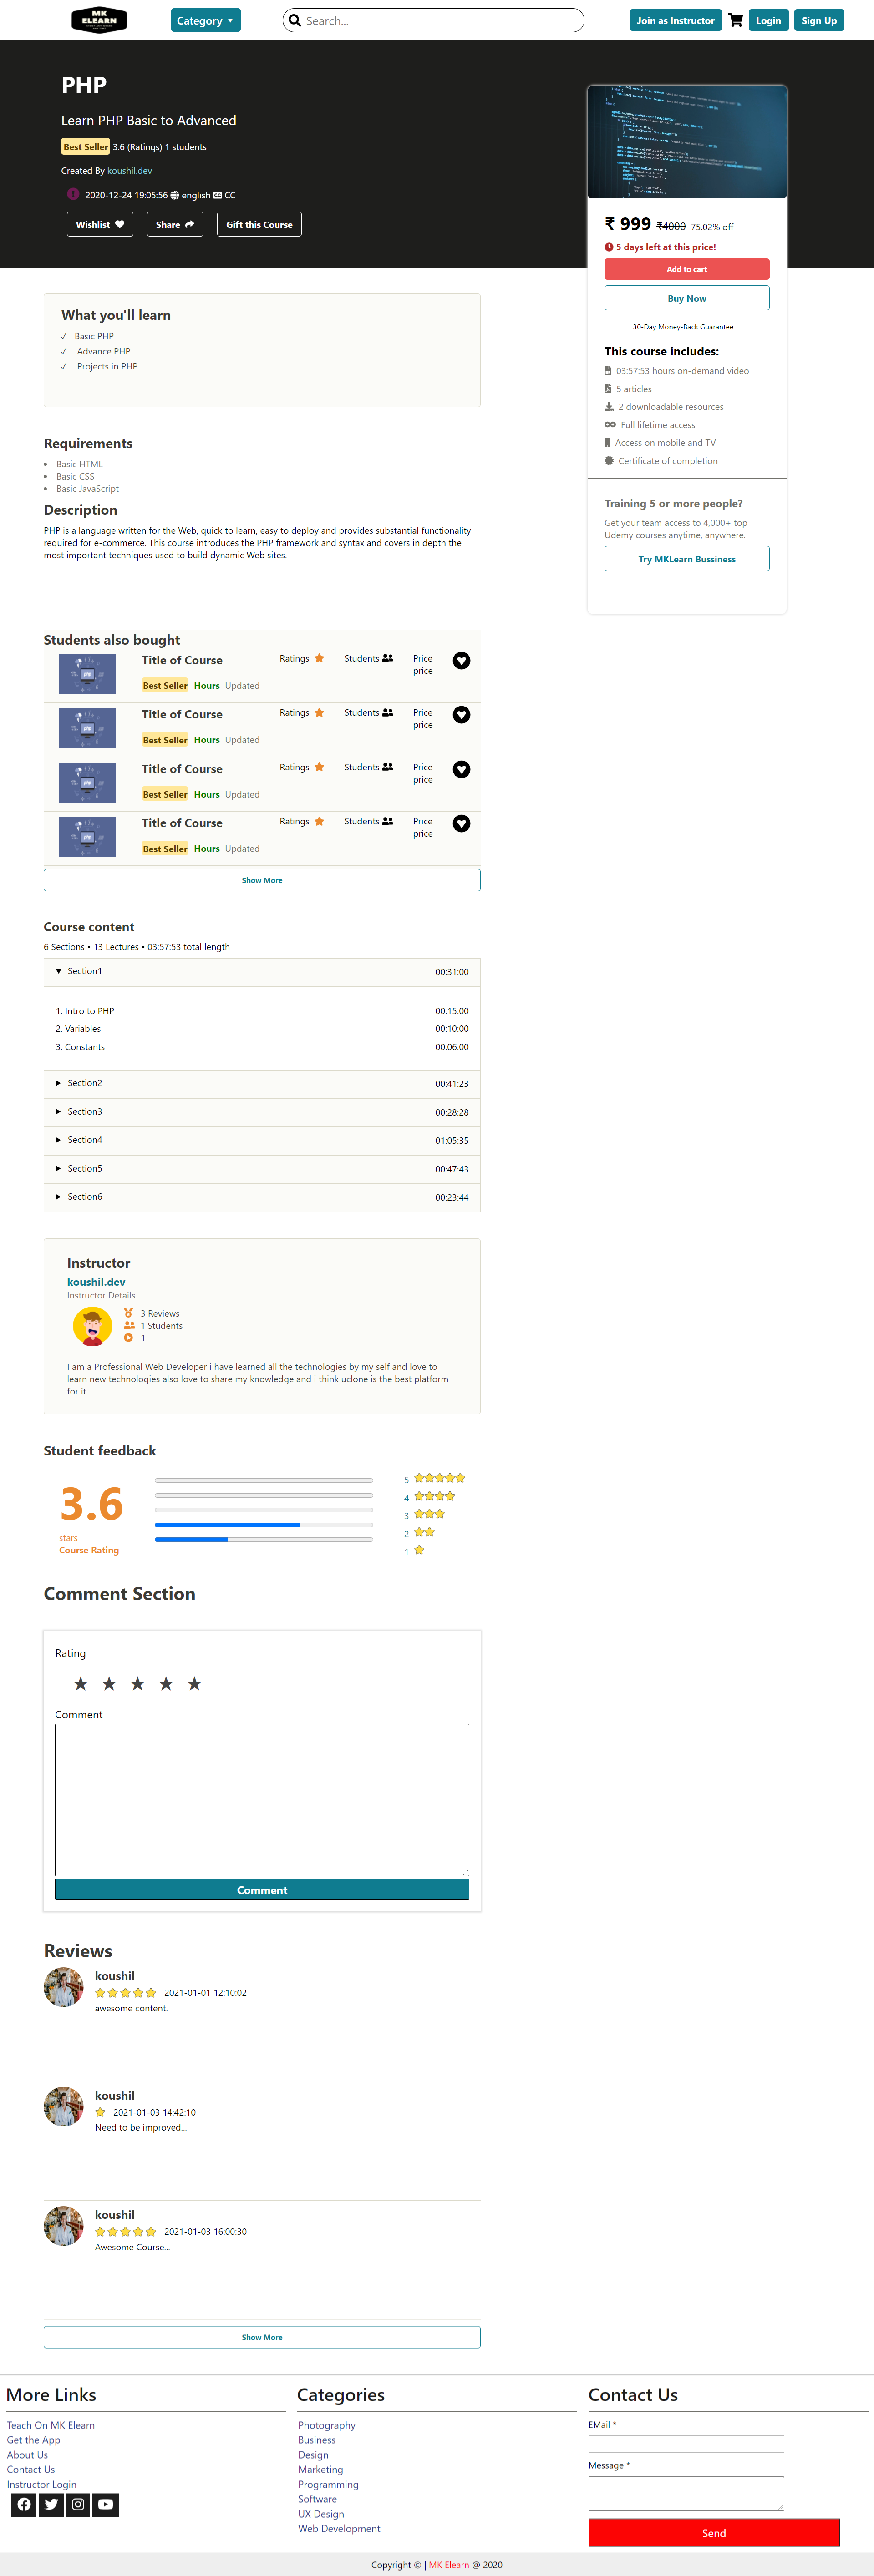 MK
ELEARN
Category ▼
Search...
Join as Instructor
Login
Sign Up
PHP
Learn PHP Basic to Advanced
Best Seller 3.6 (Ratings) 1 students
Created By koushil.dev
2020-12-24 19:05:56 english CC
Wishlist
Share
Gift this Course
₹ 999 ₹4000 75.02% off
5 days left at this price!
Add to cart
Buy Now
30-Day Money-Back Guarantee
This course includes:
03:57:53 hours on-demand video
5 articles
2 downloadable resources
Full lifetime access
Access on mobile and TV
Certificate of completion
Training 5 or more people?
Get your team access to 4,000+ top
Udemy courses anytime, anywhere.
Try MKLearn Bussiness
What you'll learn
✓ Basic PHP
✓ Advance PHP
✓ Projects in PHP
Requirements
• Basic HTML
• Basic CSS
• Basic JavaScript
Description
PHP is a language written for the Web, quick to learn, easy to deploy and provides substantial functionality
required for e-commerce. This course introduces the PHP framework and syntax and covers in depth the
most important techniques used to build dynamic Web sites.
Students also bought
php
Title of Course
Ratings
Students
Price
price
Best Seller Hours Updated
php
Title of Course
Ratings
Students
Price
price
Best Seller Hours Updated
php
Title of Course
Ratings
Students
Price
price
Best Seller Hours Updated
php
Title of Course
Ratings
Students
Price
price
Best Seller Hours Updated
Show More
Course content
6 Sections • 13 Lectures • 03:57:53 total length
▼ Section1 00:31:00
1. Intro to PHP 00:15:00
2. Variables 00:10:00
3. Constants 00:06:00
▶ Section2 00:41:23
▶ Section3 00:28:28
▶ Section4 01:05:35
▶ Section5 00:47:43
▶ Section6 00:23:44
Instructor
koushil.dev
Instructor Details
3 Reviews
1 Students
1
I am a Professional Web Developer i have learned all the technologies by my self and love to
learn new technologies also love to share my knowledge and i think uclone is the best platform
for it.
Student feedback
3.6
stars
Course Rating
5
4
3
2
1
Comment Section
Rating
★ ★ ★ ★ ★
Comment
Comment
Reviews
koushil
2021-01-01 12:10:02
awesome content.
koushil
2021-01-03 14:42:10
Need to be improved...
koushil
2021-01-03 16:00:30
Awesome Course...
Show More
More Links
Teach On MK Elearn
Get the App
About Us
Contact Us
Instructor Login
Categories
Photography
Business
Design
Marketing
Programming
Software
UX Design
Web Development
Contact Us
EMail *
Message *
Send
Copyright © | MK Elearn @ 2020